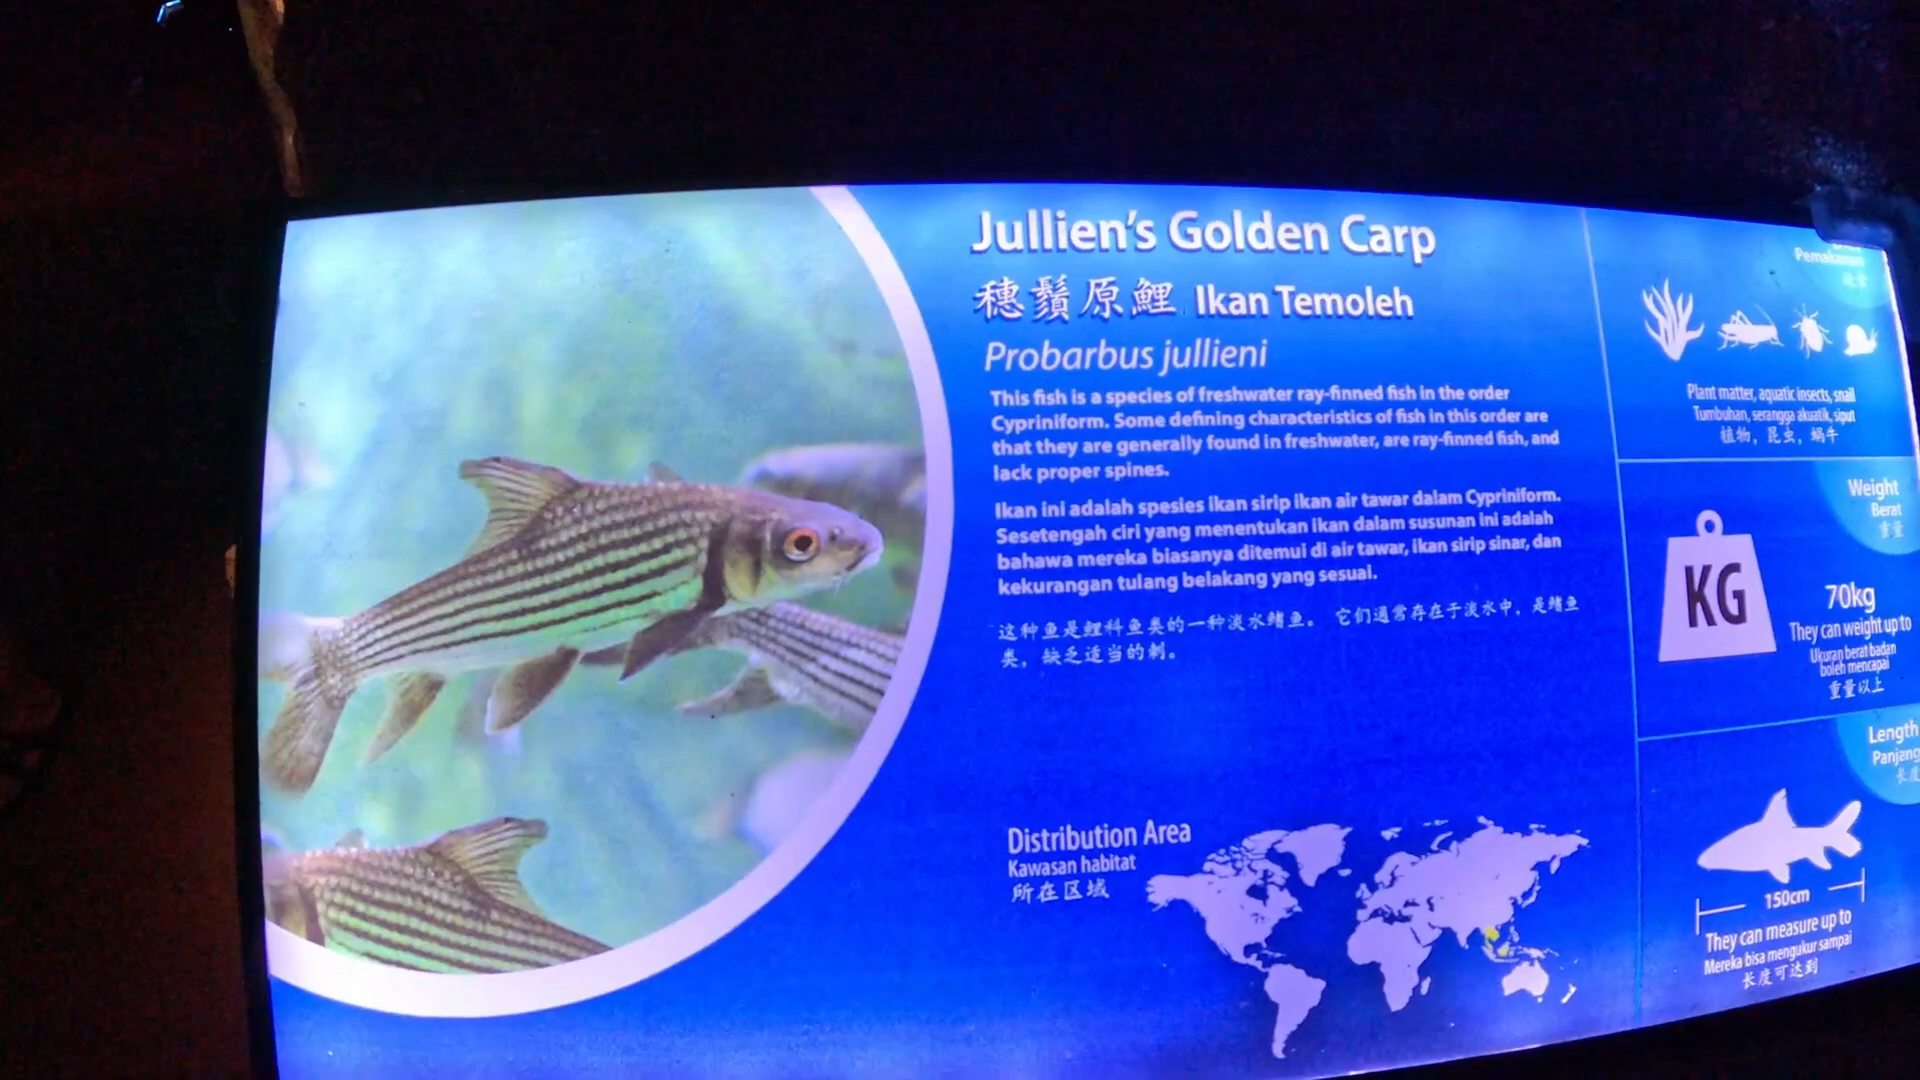 Jullien's Golden Carp
穗鬚原鯉 Ikan Temoleh
Probarbus jullieni
This fish is a species of freshwater ray-finned fish in the order
Cypriniform. Some defining characteristics of fish in this order are
that they are generally found in freshwater, are ray-finned fish, and
lack proper spines.
Ikan ini adalah spesies ikan sirip ikan air tawar dalam Cypriniform.
Sesetengah ciri yang menentukan ikan dalam susunan ini adalah
bahawa mereka biasanya ditemui di air tawar, ikan sirip sinar, dan
kekurangan tulang belakang yang sesuai.
这种鱼是鲤科鱼类的一种淡水鳍鱼。 它们通常存在于淡水中，是鳍鱼
类，缺乏适当的刺。
Distribution Area
Kawasan habitat
所在区域
Pemakanan
Plant matter, aquatic insects, snail
Tumbuhan, serangga akuatik, siput
植物，昆虫，蜗牛
Weight
Berat
重量
KG
70kg
They can weight up to
Ukuran berat badan
boleh mencapai
重量以上
Length
Panjang
长度
150cm
They can measure up to
Mereka bisa mengukur sampai
长度可达到